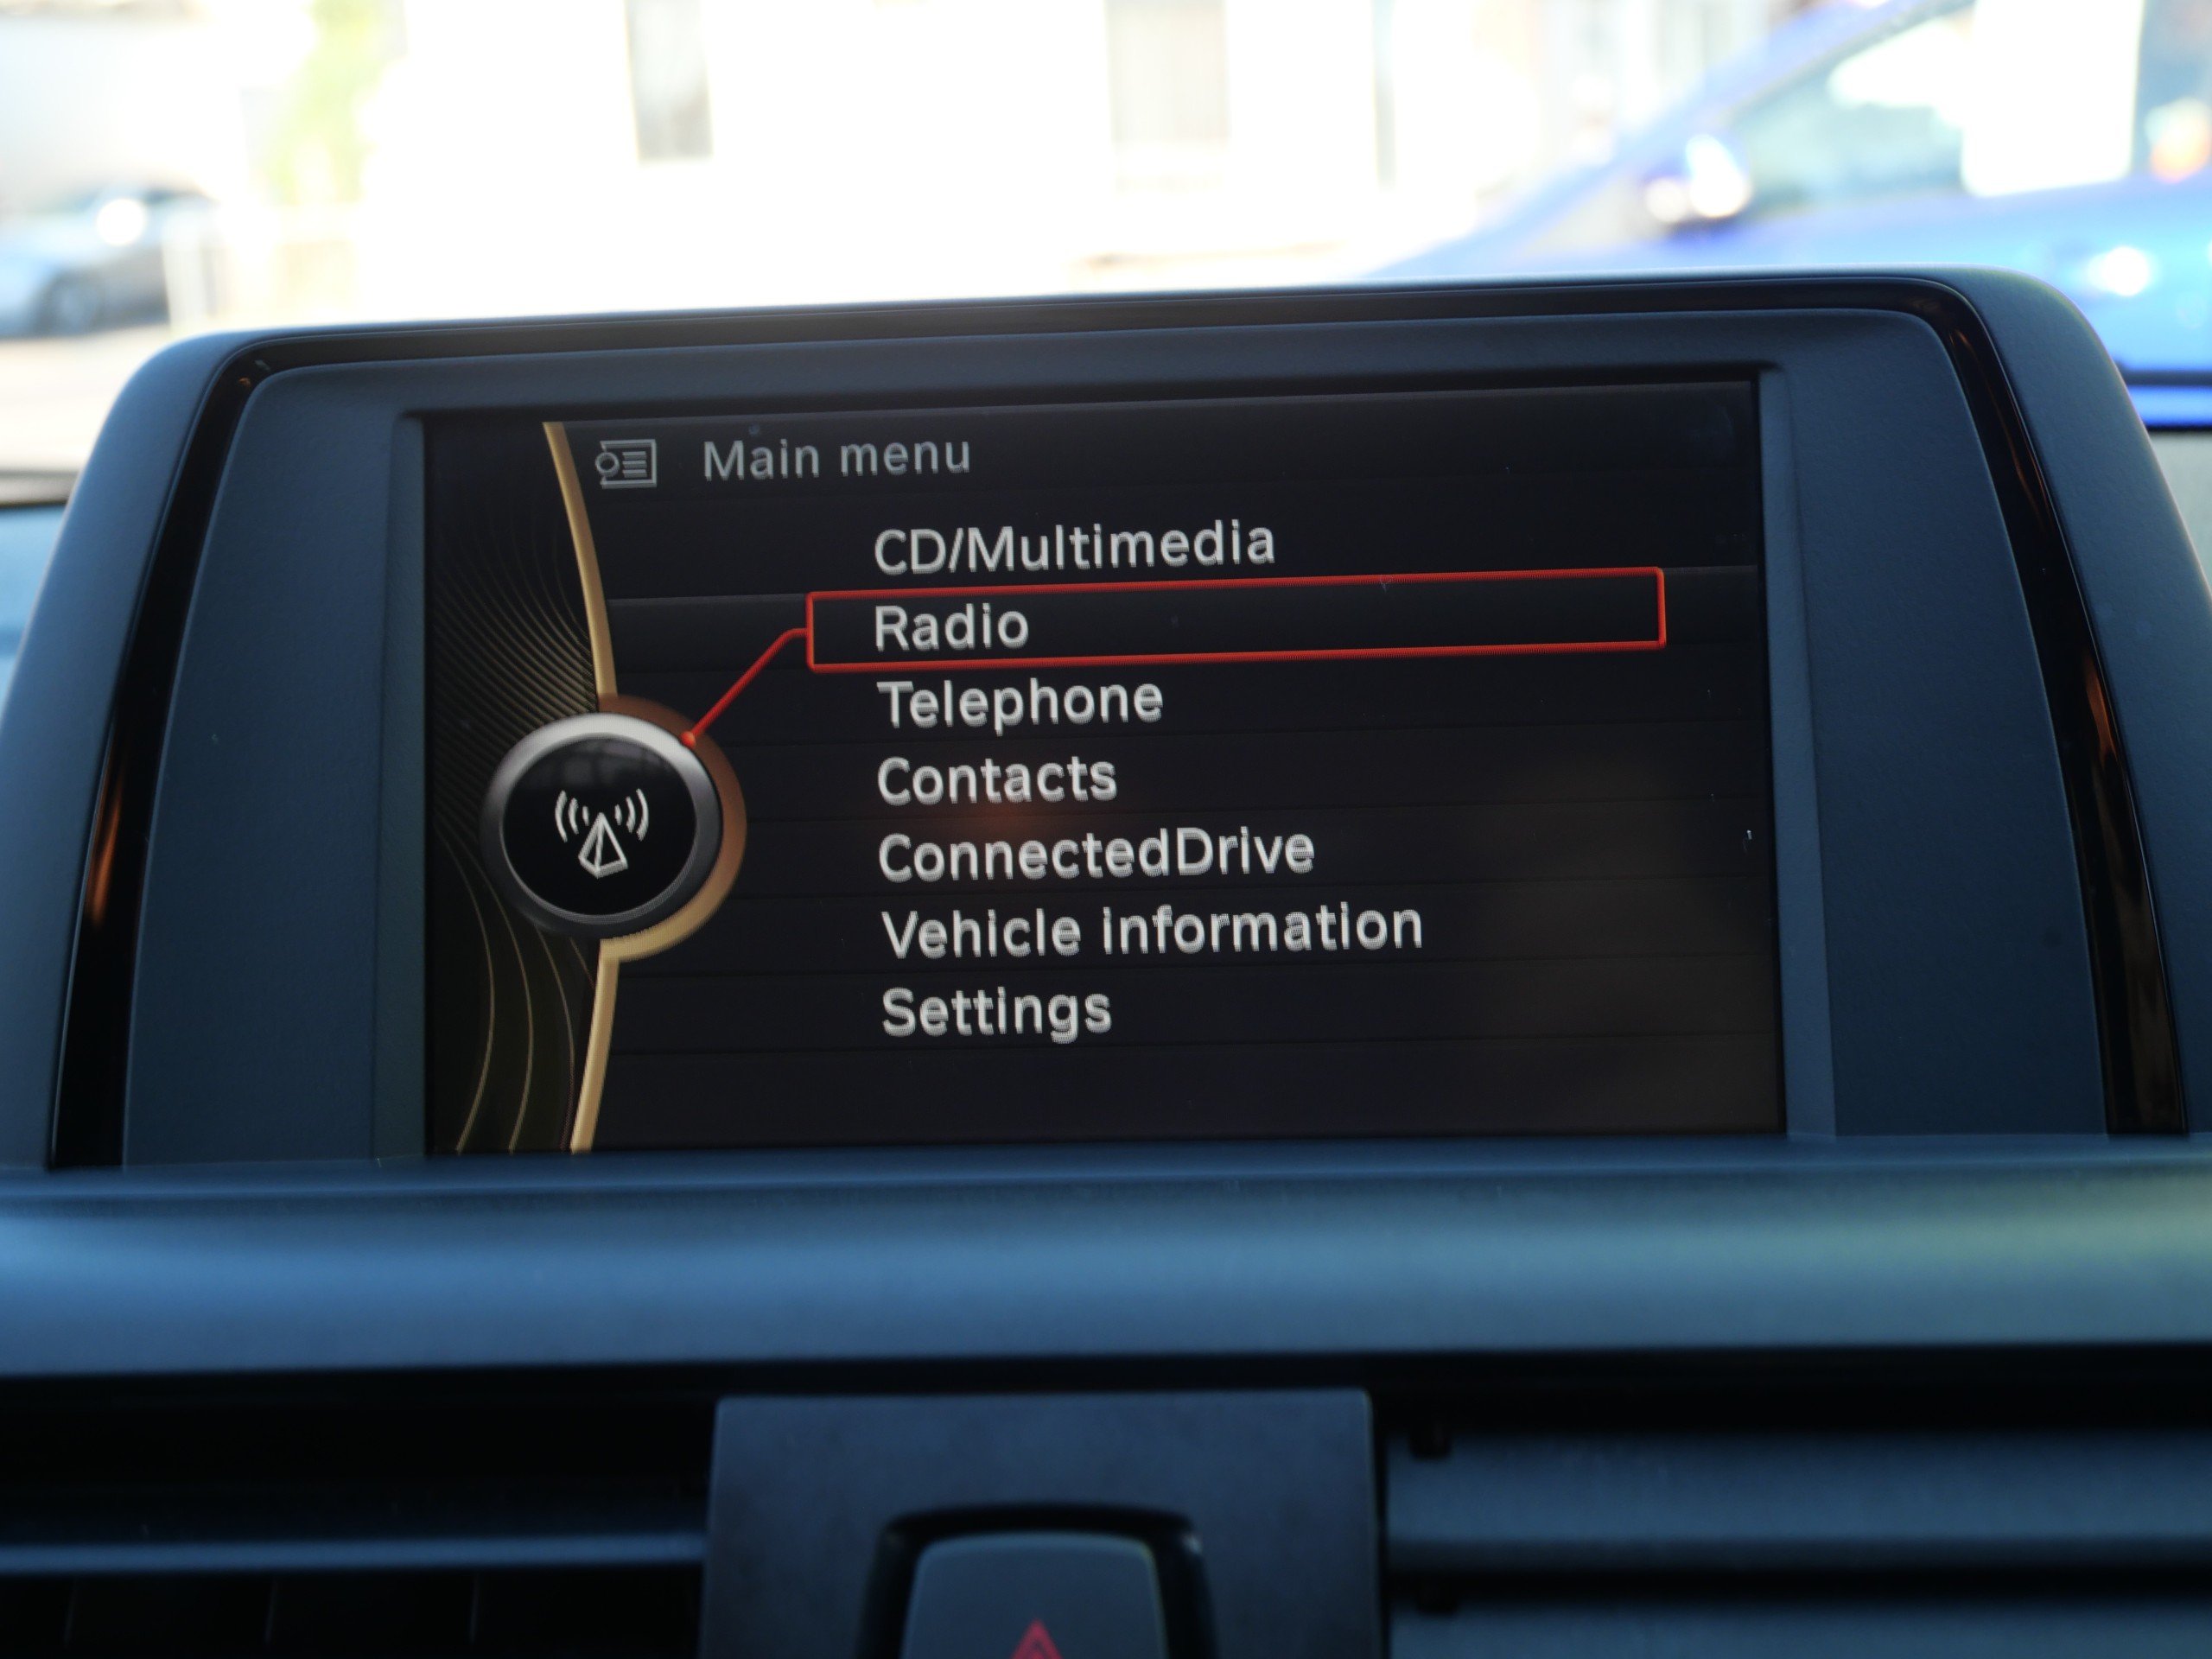 Main menu
CD/Multimedia
Radio
Telephone
Contacts
ConnectedDrive
Vehicle information
Settings